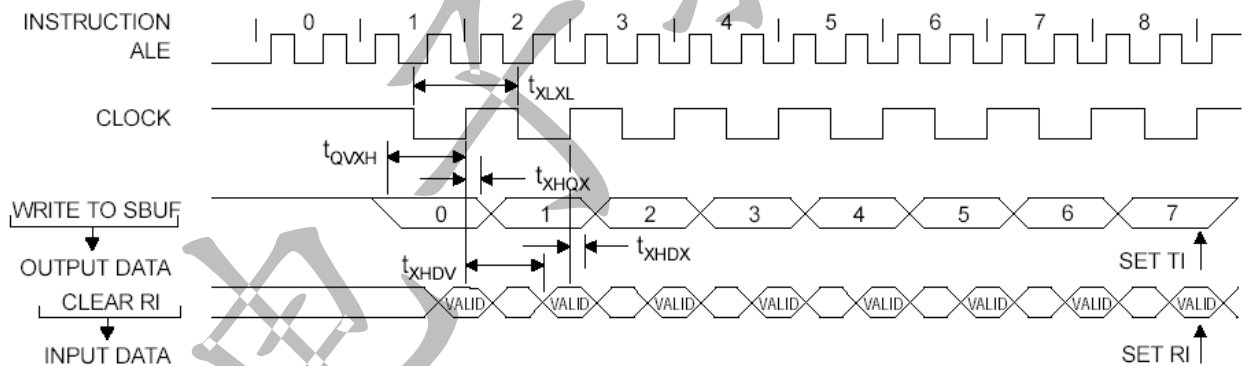 INSTRUCTION 0 1 2 3 4 5 6 7 8
ALE
tXLXL
CLOCK
tQVXH
tXHQX
WRITE TO SBUF 0 1 2 3 4 5 6 7
tXHDX
OUTPUT DATA
SET TI
tXHDV
CLEAR RI VALID VALID VALID VALID VALID VALID VALID VALID
INPUT DATA
SET RI